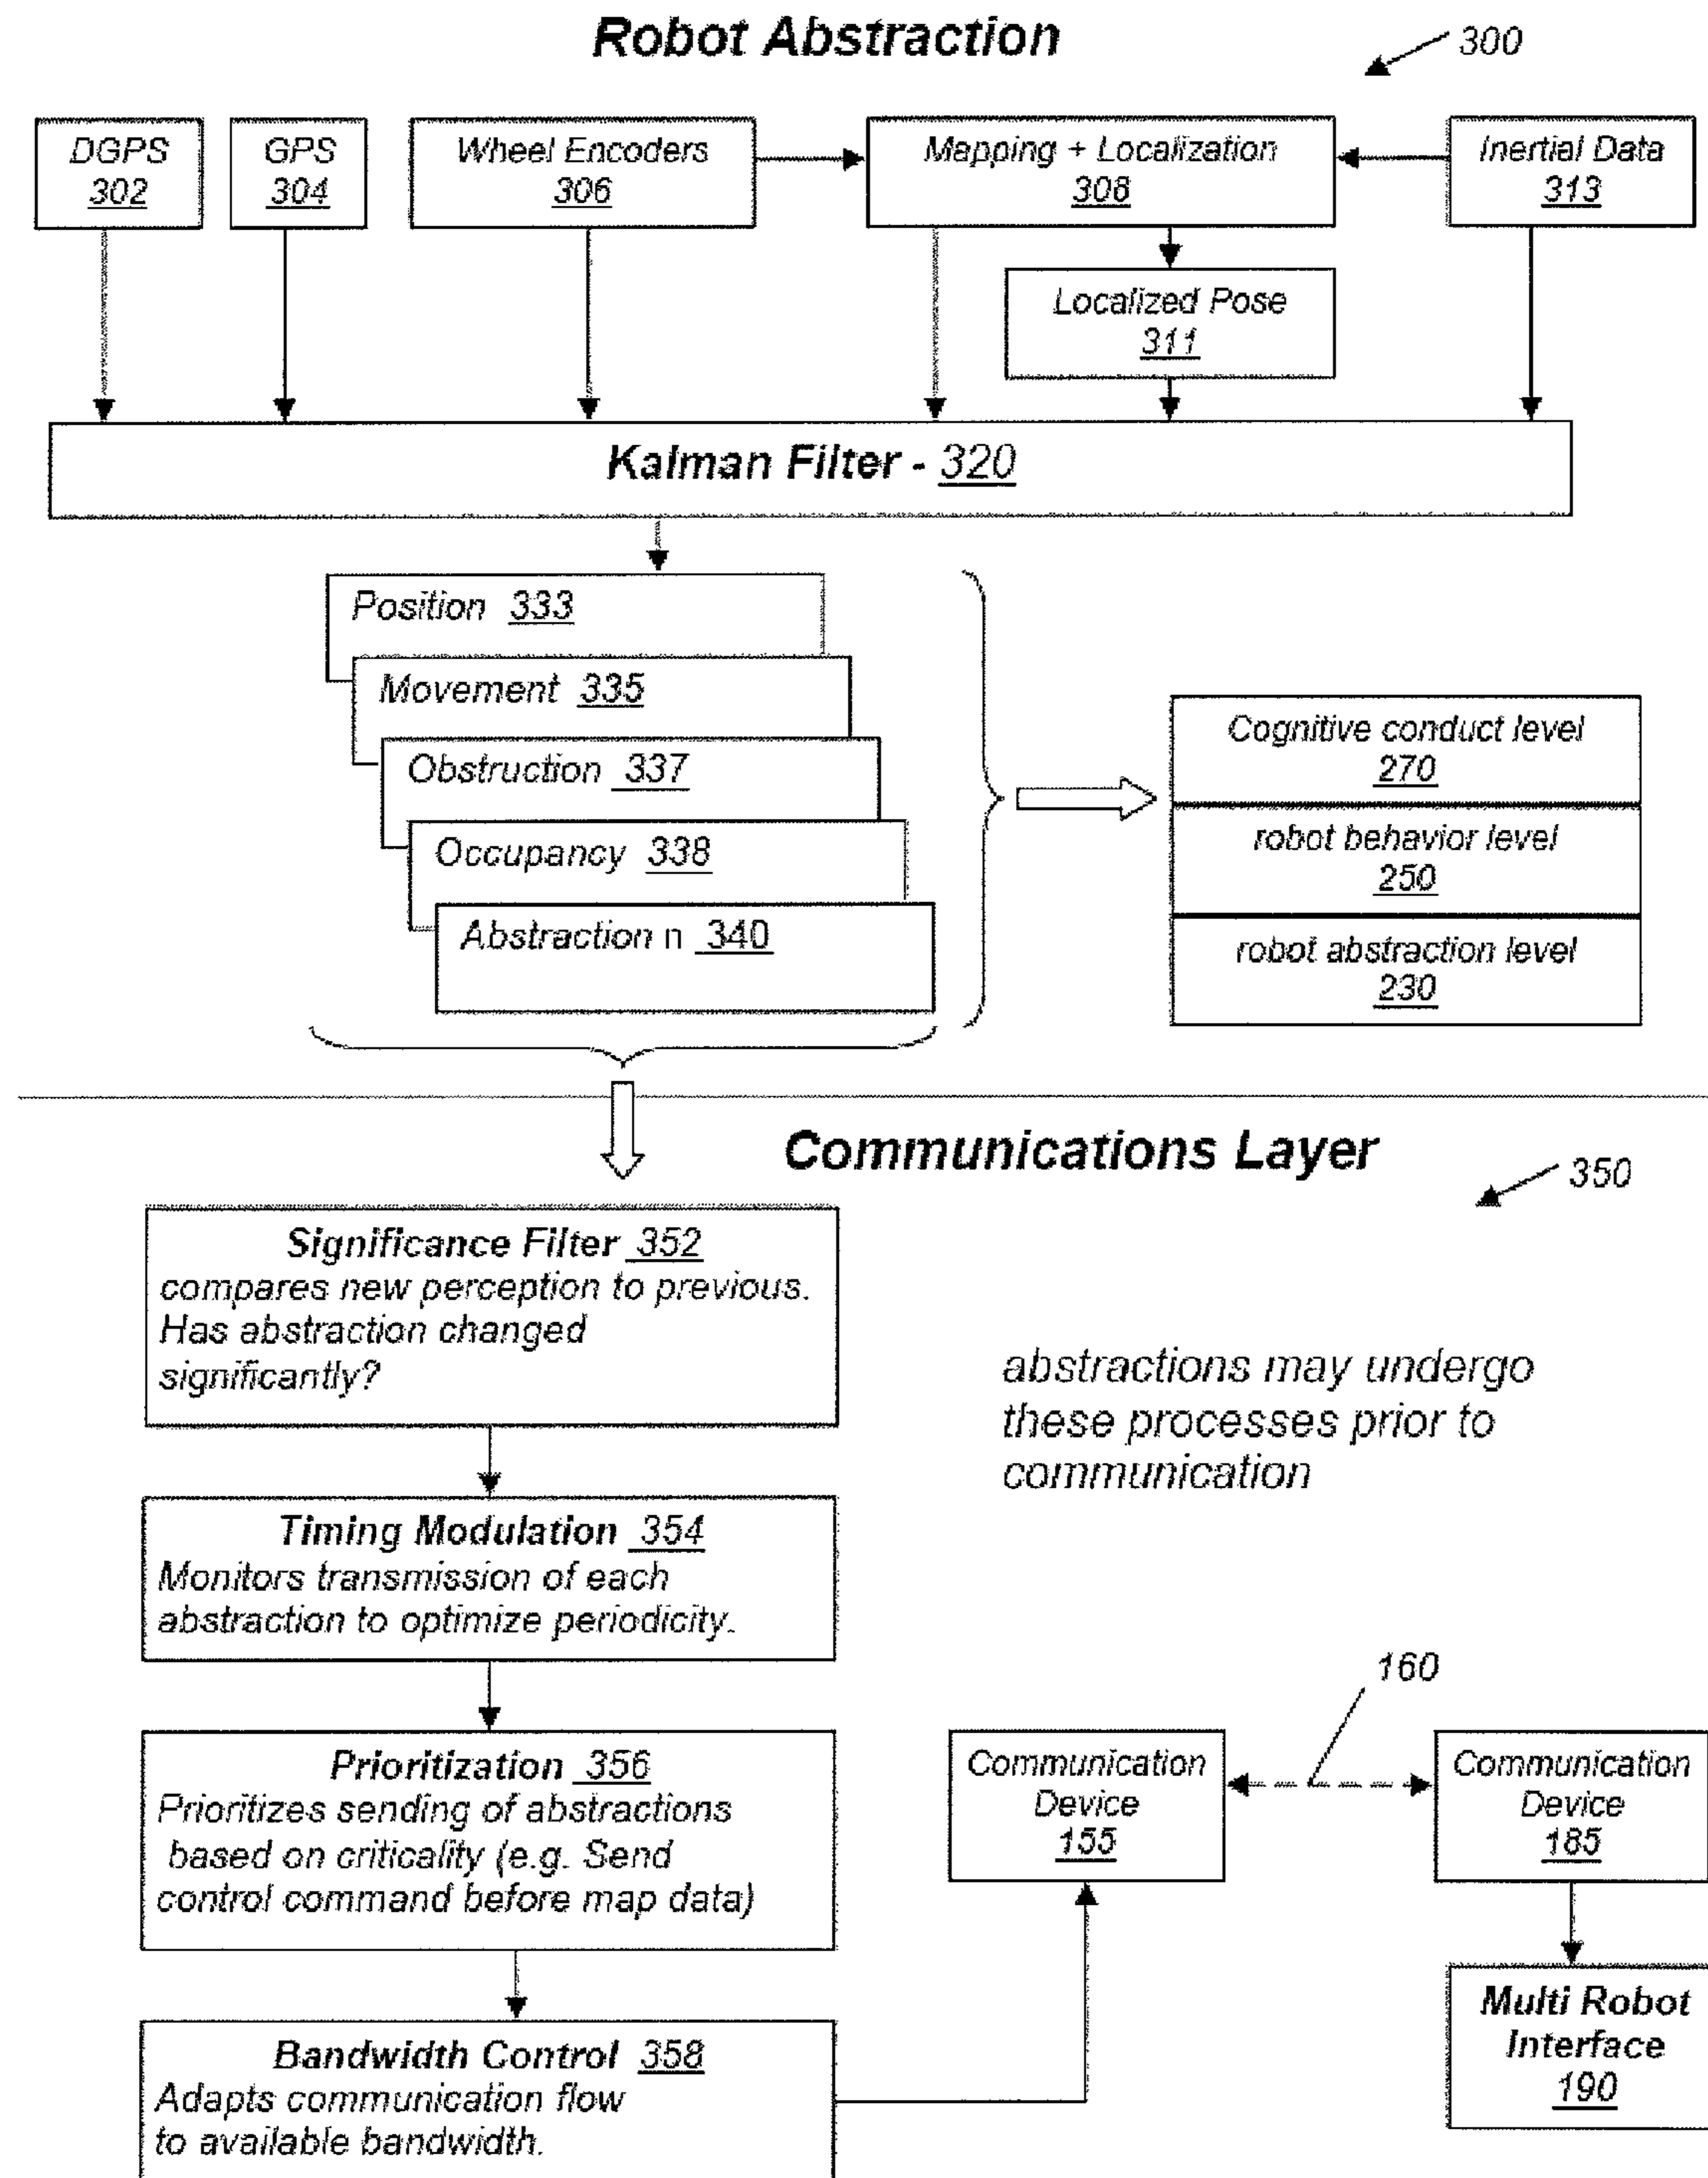 Robot Abstraction
300
DGPS
302
GPS
304
Wheel Encoders
306
Mapping + Localization
308
Inertial Data
313
Localized Pose
311
Kalman Filter - 320
Position 333
Movement 335
Obstruction 337
Occupancy 338
Abstraction n 340
Cognitive conduct level
270
robot behavior level
250
robot abstraction level
230
Communications Layer
350
Significance Filter 352
compares new perception to previous.
Has abstraction changed
significantly?
abstractions may undergo
these processes prior to
communication
Timing Modulation 354
Monitors transmission of each
abstraction to optimize periodicity.
Prioritization 356
Prioritizes sending of abstractions
based on criticality (e.g. Send
control command before map data)
160
Communication
Device
155
Communication
Device
185
Multi Robot
Interface
190
Bandwidth Control 358
Adapts communication flow
to available bandwidth.